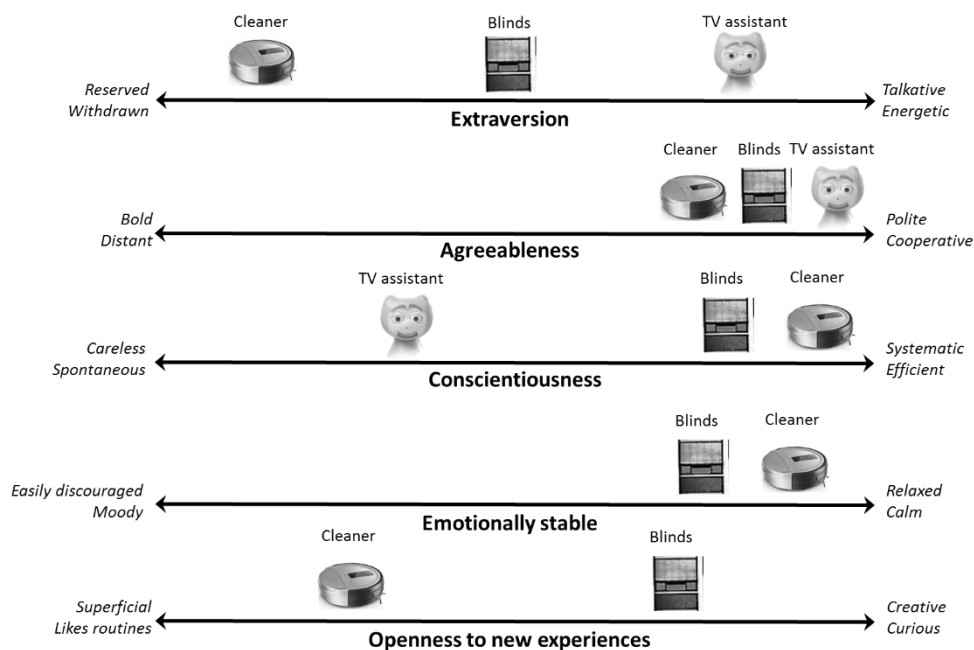 Cleaner
Blinds
TV assistant
Reserved
Withdrawn
Talkative
Energetic
Extraversion
Cleaner
Blinds
TV assistant
Bold
Distant
Polite
Cooperative
Agreeableness
TV assistant
Blinds
Cleaner
Careless
Spontaneous
Systematic
Efficient
Conscientiousness
Blinds
Cleaner
Easily discouraged
Moody
Relaxed
Calm
Emotionally stable
Cleaner
Blinds
Superficial
Likes routines
Creative
Curious
Openness to new experiences